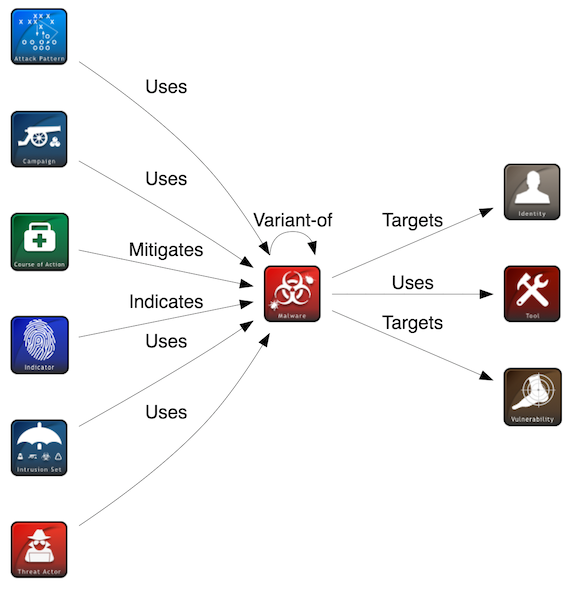 Attack Pattern
Uses
Campaign
Uses
Variant-of
Targets
Identity
Course of Action
Mitigates
Malware
Uses
Tool
Indicates
Indicator
Uses
Targets
Vulnerability
Uses
Intrusion Set
Threat Actor